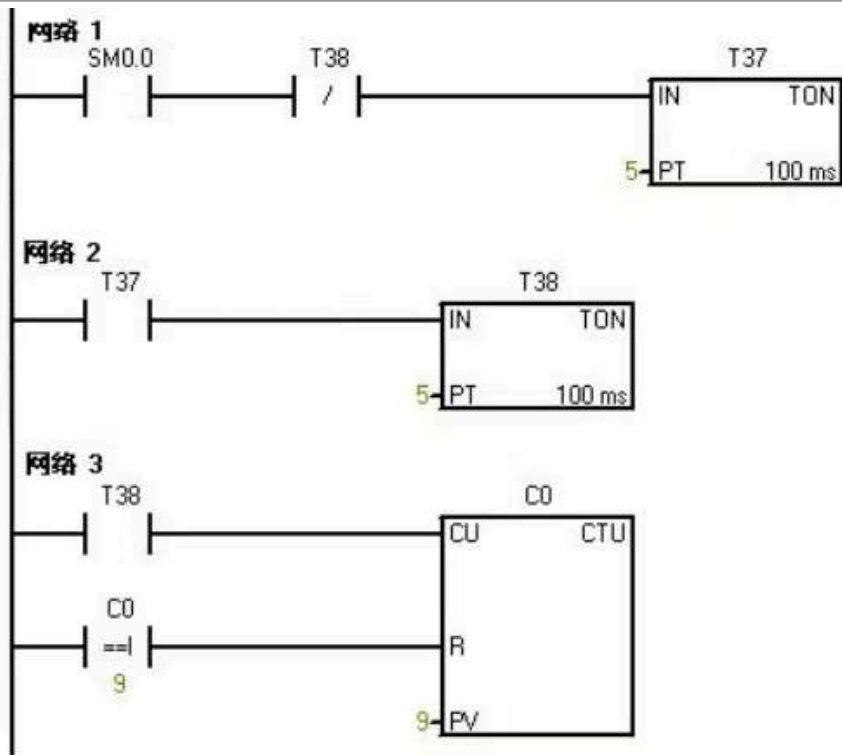 网络 1
SM0.0 T38 T37
/ IN TON
5 PT 100 ms
网络 2
T37 T38
IN TON
5 PT 100 ms
网络 3
T38 C0
CU CTU
C0
==I R
9
9 PV